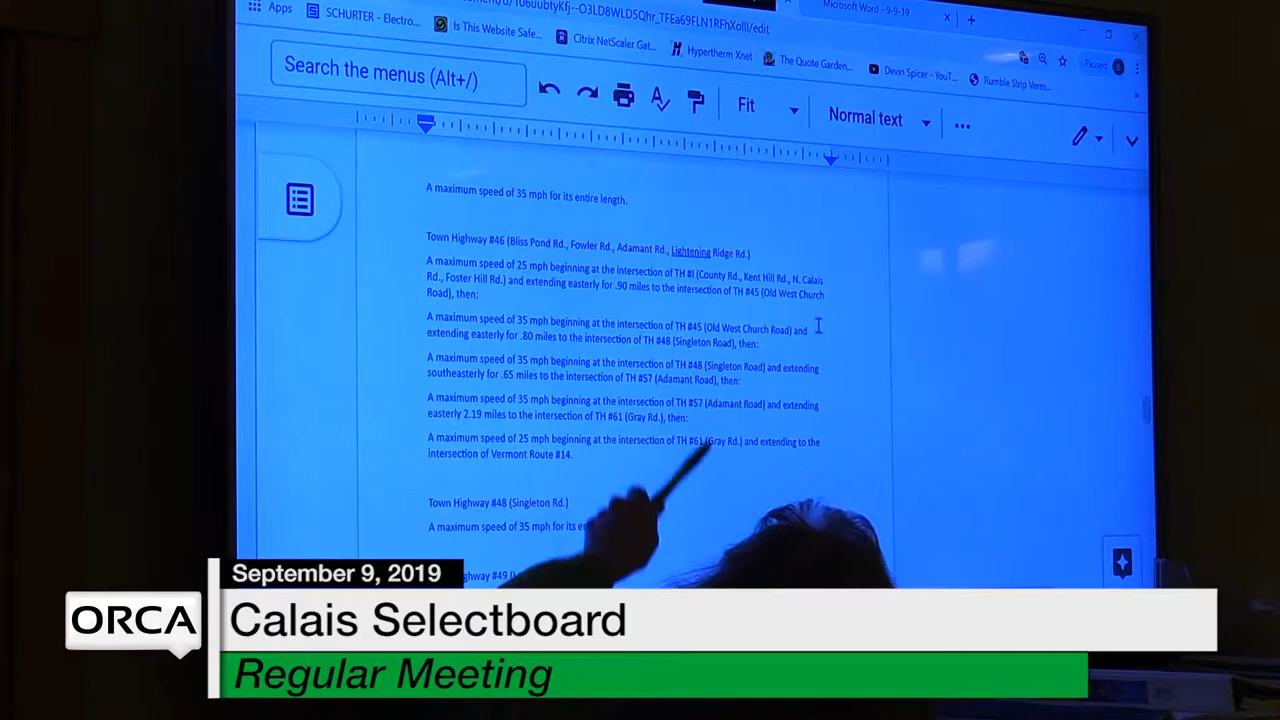 Microsoft Word - 9-9-19
Apps
SCHURTER - Electro...
Is This Website Safe...
Citrix NetScaler Gat...
Hypertherm Xnet
The Quote Garden...
Devin Spicer - YouT...
Rumble Strip Verm...
Paused
Search the menus (Alt+/)
Fit
Normal text
A maximum speed of 35 mph for its entire length.
Town Highway #46 (Bliss Pond Rd., Fowler Rd., Adamant Rd., Lightening Ridge Rd.)
A maximum speed of 25 mph beginning at the intersection of TH #I (County Rd., Kent Hill Rd., N. Calais
Rd., Foster Hill Rd.) and extending easterly for .90 miles to the intersection of TH #45 (Old West Church
Road), then:
A maximum speed of 35 mph beginning at the intersection of TH #45 (Old West Church Road) and
extending easterly for .80 miles to the intersection of TH #48 (Singleton Road), then:
A maximum speed of 35 mph beginning at the intersection of TH #48 (Singleton Road) and extending
southeasterly for .65 miles to the intersection of TH #57 (Adamant Road), then:
A maximum speed of 35 mph beginning at the intersection of TH #57 (Adamant Road) and extending
easterly 2.19 miles to the intersection of TH #61 (Gray Rd.), then:
A maximum speed of 25 mph beginning at the intersection of TH #61 (Gray Rd.) and extending to the
intersection of Vermont Route #14.
Town Highway #48 (Singleton Rd.)
A maximum speed of 35 mph for its
ghway #49
September 9, 2019
ORCA
Calais Selectboard
Regular Meeting